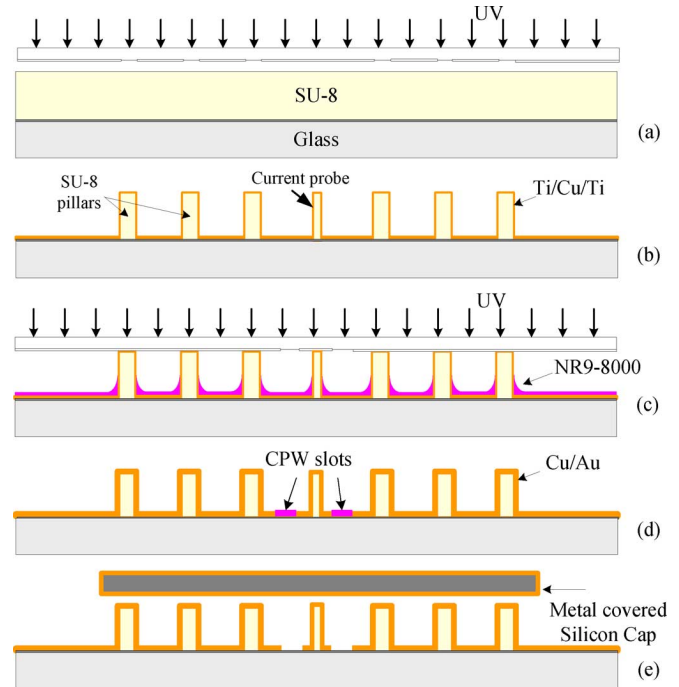 UV
SU-8
Glass
(a)
SU-8
pillars
Current probe
Ti/Cu/Ti
(b)
UV
NR9-8000
(c)
CPW slots
Cu/Au
(d)
Metal covered
Silicon Cap
(e)